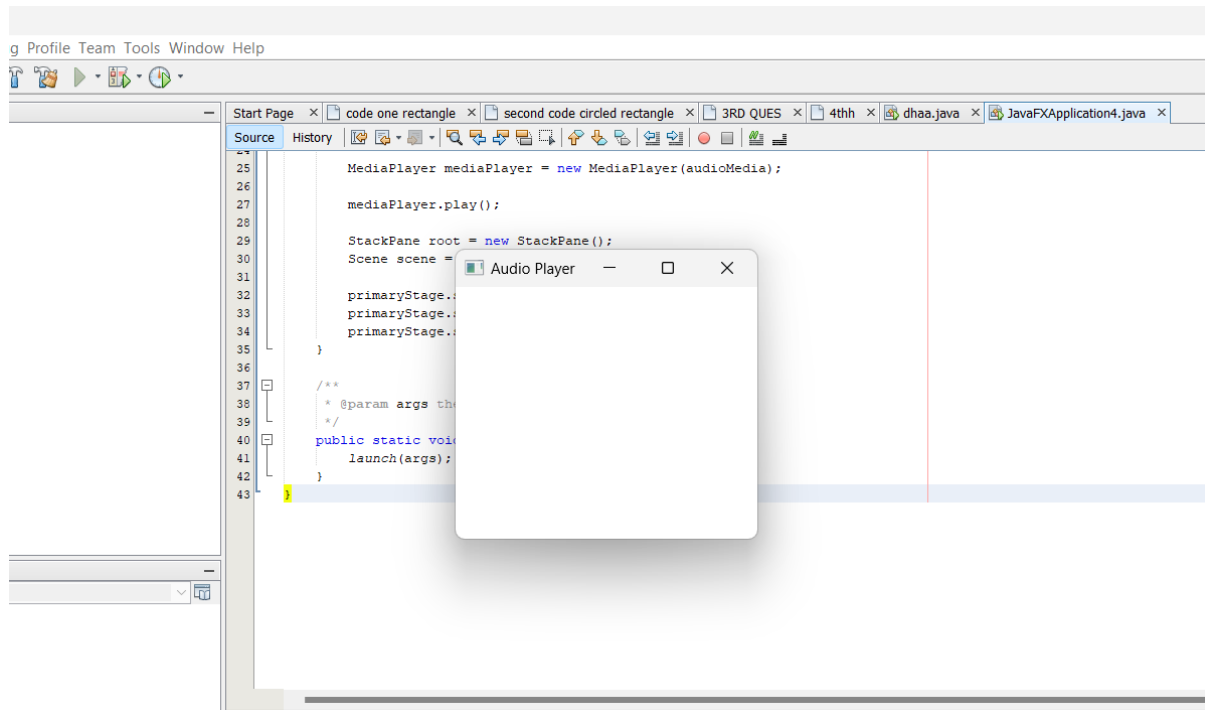 g Profile Team Tools Window Help
Start Page code one rectangle second code circled rectangle 3RD QUES 4thh dhaa.java JavaFXApplication4.java
Source History
24
25 MediaPlayer mediaPlayer = new MediaPlayer(audioMedia);
26
27 mediaPlayer.play();
28
29 StackPane root = new StackPane();
30 Scene scene =
Audio Player
31
32 primaryStage.
33 primaryStage.
34 primaryStage.
35 }
36
37 /**
38 * @param args the
39 */
40 public static voi
41 launch(args);
42 }
43 }